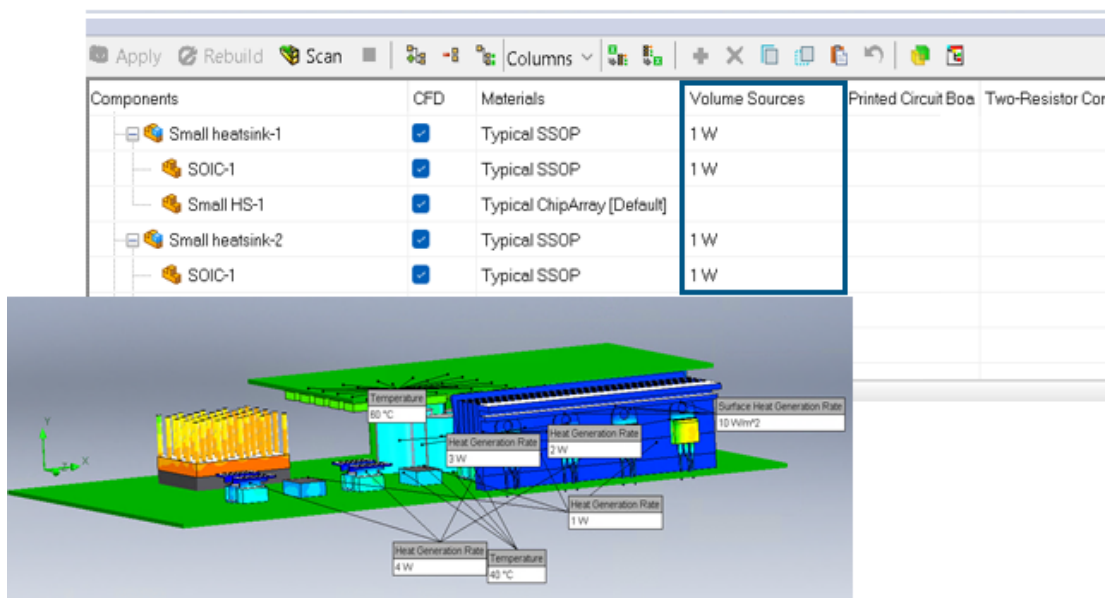 Apply Rebuild Scan Columns
Components CFD Materials Volume Sources Printed Circuit Boa Two-Resistor Cor
Small heatsink-1 Typical SSOP 1 W
SOIC-1 Typical SSOP 1 W
Small HS-1 Typical ChipArray [Default]
Small heatsink-2 Typical SSOP 1 W
SOIC-1 Typical SSOP 1 W
Temperature
60 °C
Surface Heat Generation Rate
10 W/m^2
Heat Generation Rate
2 W
Heat Generation Rate
3 W
Heat Generation Rate
1 W
Heat Generation Rate
4 W
Temperature
40 °C
Y
Z X